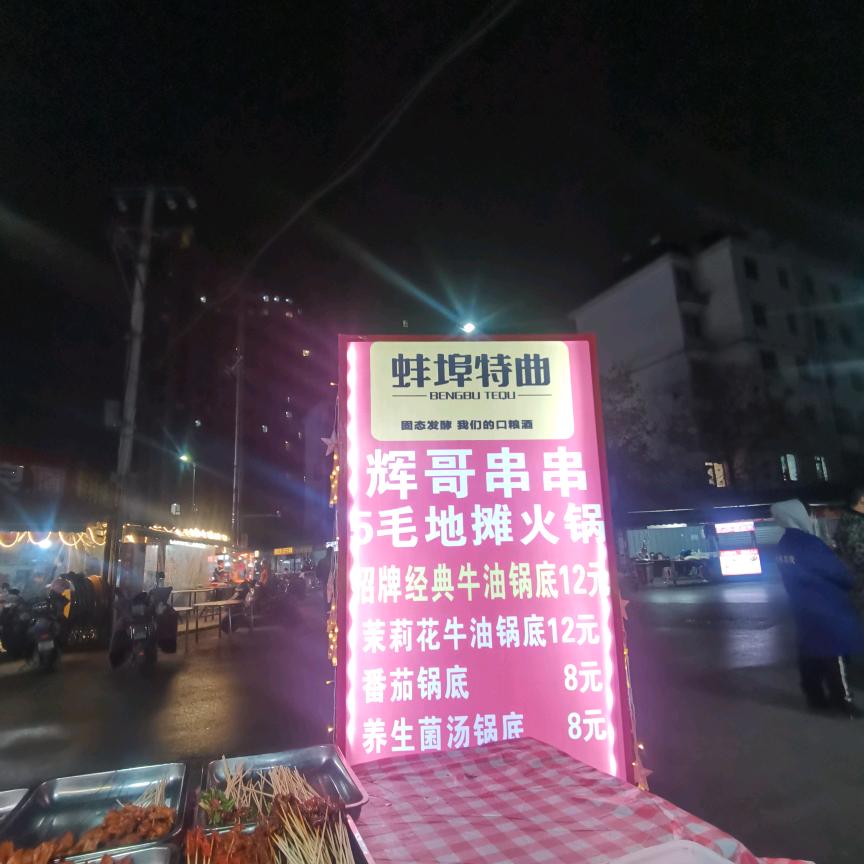 蚌埠特曲
BENGBU TEQU
固态发酵 我们的口粮酒
辉哥串串
5毛地摊火锅
招牌经典牛油锅底12元
茉莉花牛油锅底12元
番茄锅底 8元
养生菌汤锅底 8元